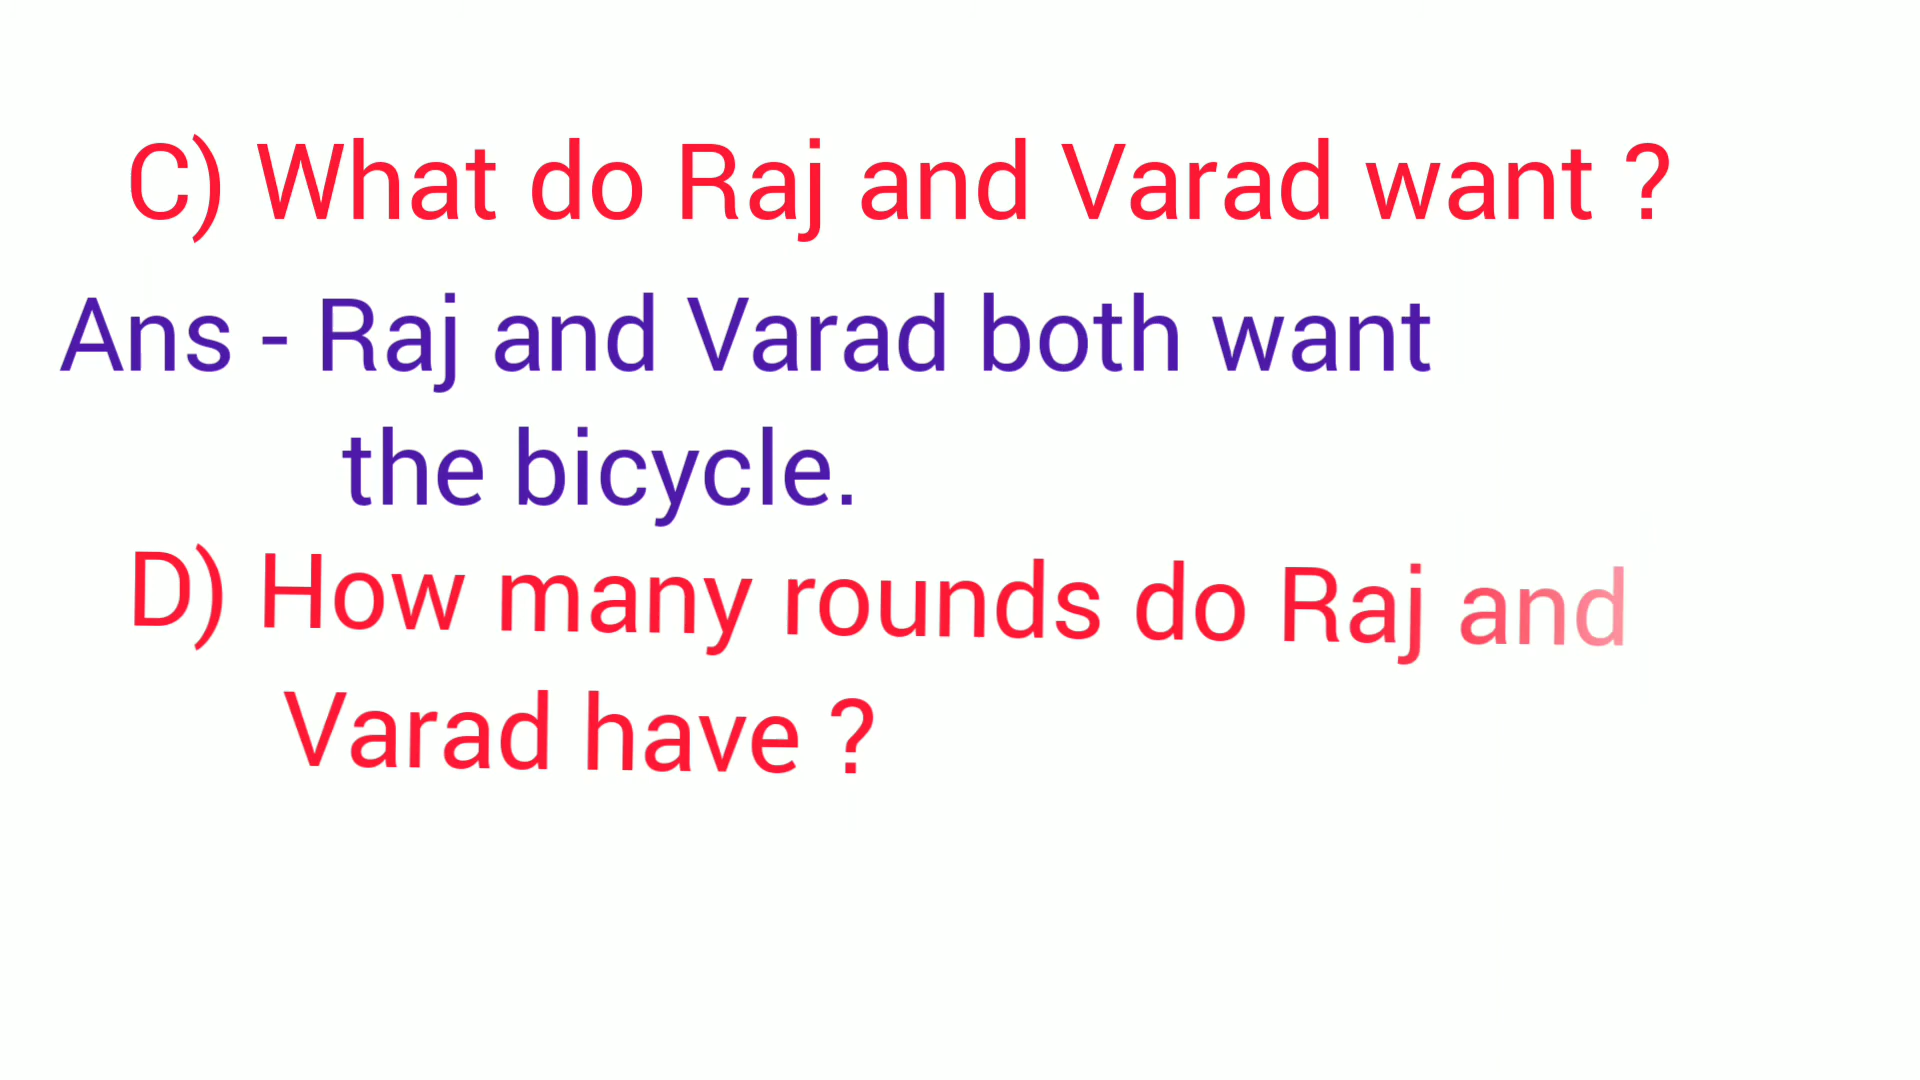 C) What do Raj and Varad want ?
Ans - Raj and Varad both want
the bicycle.
D) How many rounds do Raj and
Varad have ?